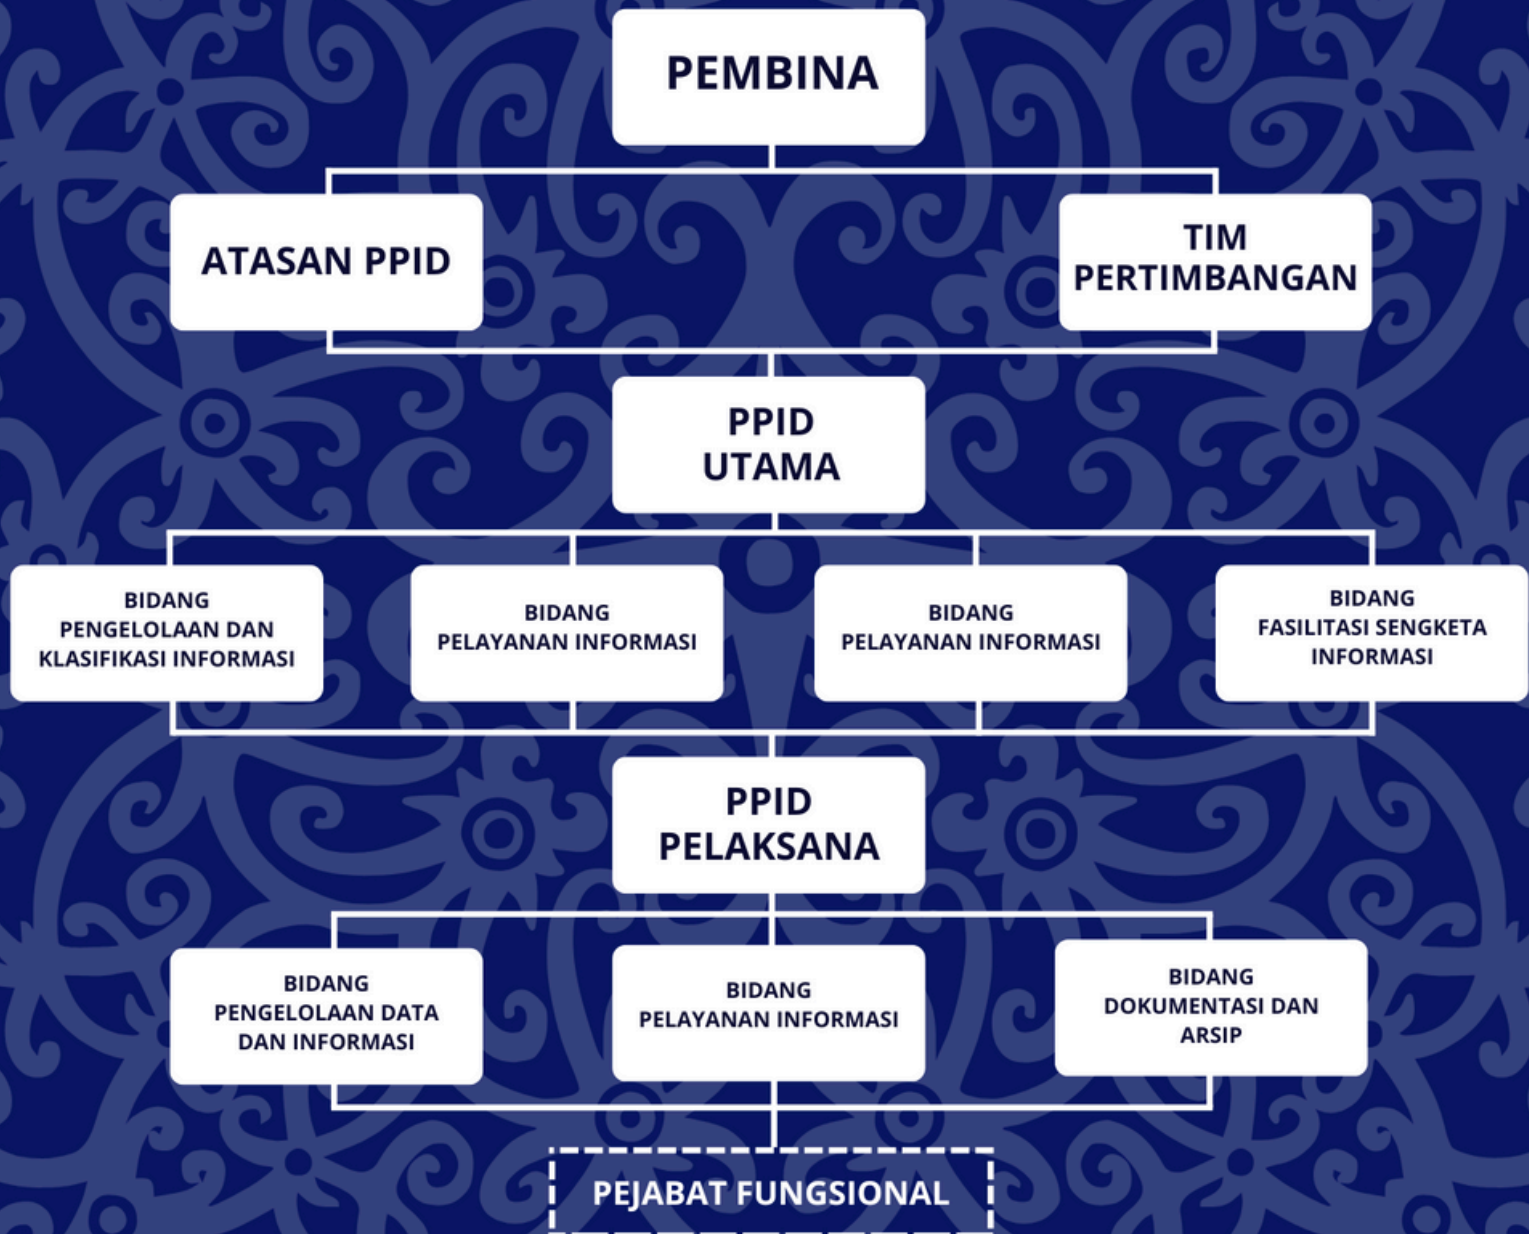 PEMBINA
ATASAN PPID
TIM
PERTIMBANGAN
PPID
UTAMA
BIDANG
PENGELOLAAN DAN
KLASIFIKASI INFORMASI
BIDANG
PELAYANAN INFORMASI
BIDANG
PELAYANAN INFORMASI
BIDANG
FASILITASI SENGKETA
INFORMASI
PPID
PELAKSANA
BIDANG
PENGELOLAAN DATA
DAN INFORMASI
BIDANG
PELAYANAN INFORMASI
BIDANG
DOKUMENTASI DAN
ARSIP
PEJABAT FUNGSIONAL